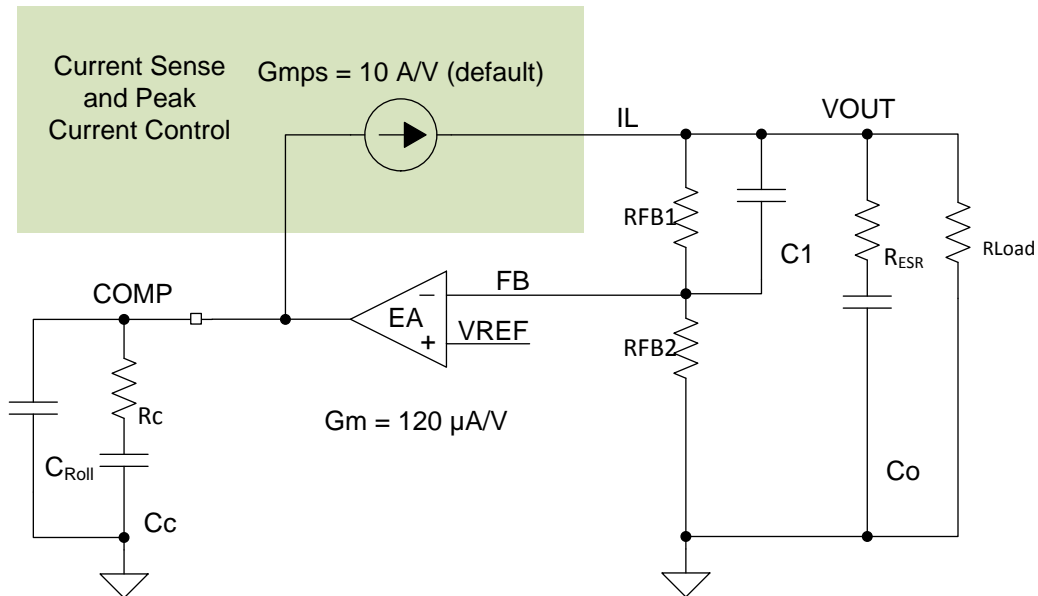 Current Sense
and Peak
Current Control
Gmps = 10 A/V (default)
IL
VOUT
RFB1
C1
RESR
RLoad
COMP
FB
EA
VREF
RFB2
Rc
Gm = 120 µA/V
CRoll
Co
Cc